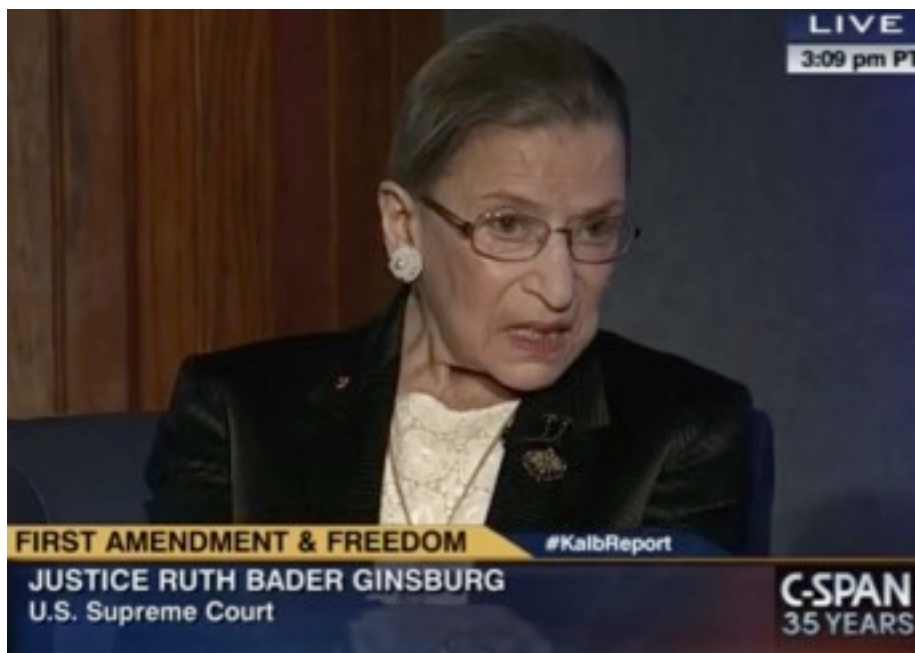 LIVE
3:09 pm PT
FIRST AMENDMENT & FREEDOM
#KalbReport
JUSTICE RUTH BADER GINSBURG
U.S. Supreme Court
C-SPAN
35 YEARS